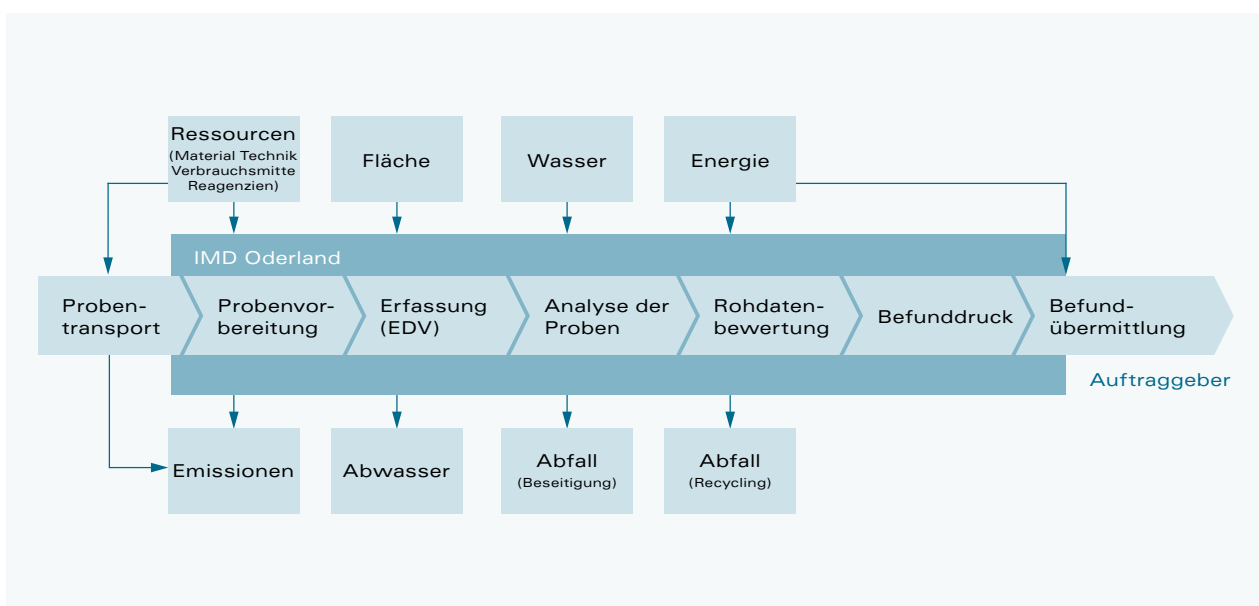 Ressourcen
(Material Technik
Verbrauchsmitte
Reagenzien)
Fläche
Wasser
Energie
IMD Oderland
Proben-
transport
Probenvor-
bereitung
Erfassung
(EDV)
Analyse der
Proben
Rohdaten-
bewertung
Befunddruck
Befund-
übermittlung
Auftraggeber
Emissionen
Abwasser
Abfall
(Beseitigung)
Abfall
(Recycling)